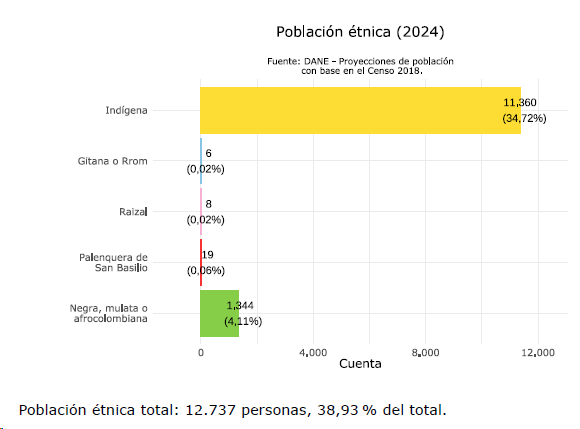 Población étnica (2024)
Fuente: DANE – Proyecciones de población
con base en el Censo 2018.
Indígena
11,360
(34,72%)
Gitana o Rrom
6
(0,02%)
Raizal
8
(0,02%)
Palenquera de
San Basilio
19
(0,06%)
Negra, mulata o
afrocolombiana
1,344
(4,11%)
0
4,000
8,000
12,000
Cuenta
Población étnica total: 12.737 personas, 38,93 % del total.